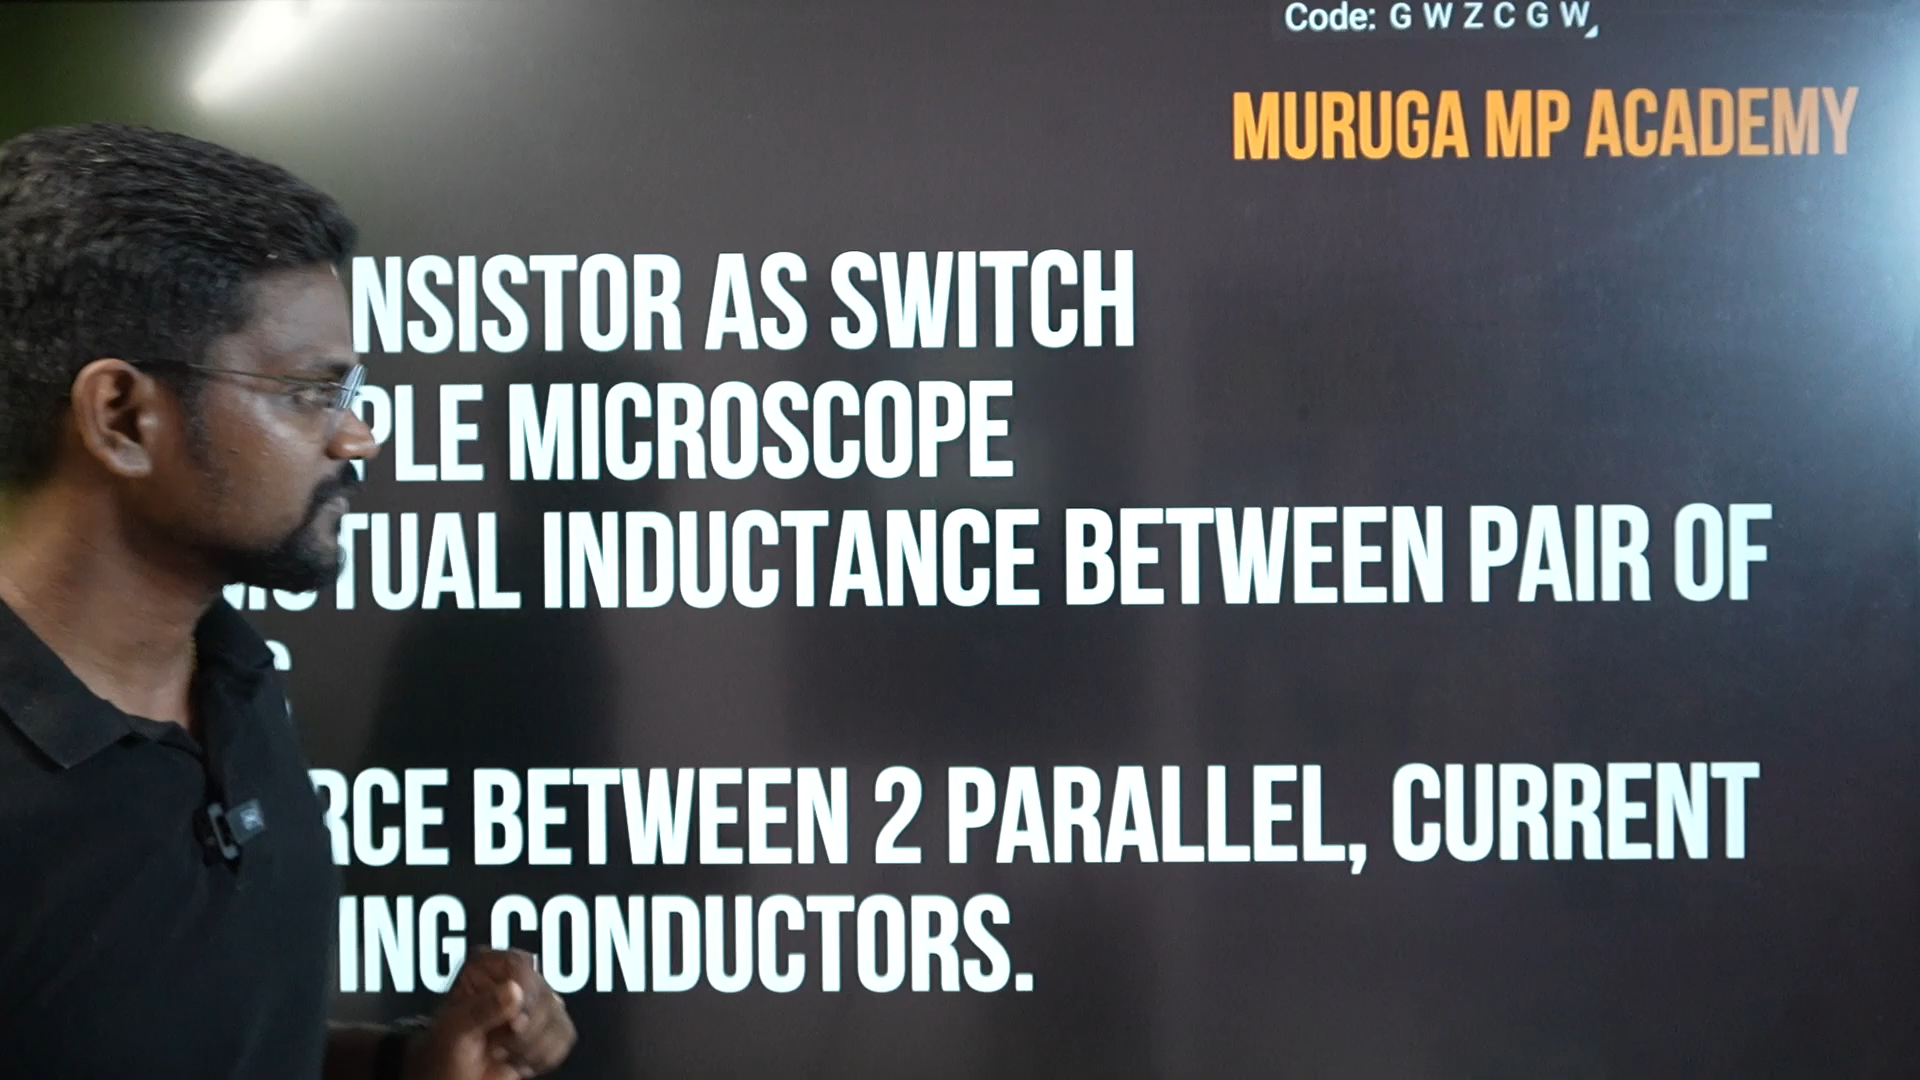 Code: G W Z C G W
MURUGA MP ACADEMY
NSISTOR AS SWITCH
PLE MICROSCOPE
TUAL INDUCTANCE BETWEEN PAIR OF
RCE BETWEEN 2 PARALLEL, CURRENT
ING CONDUCTORS.